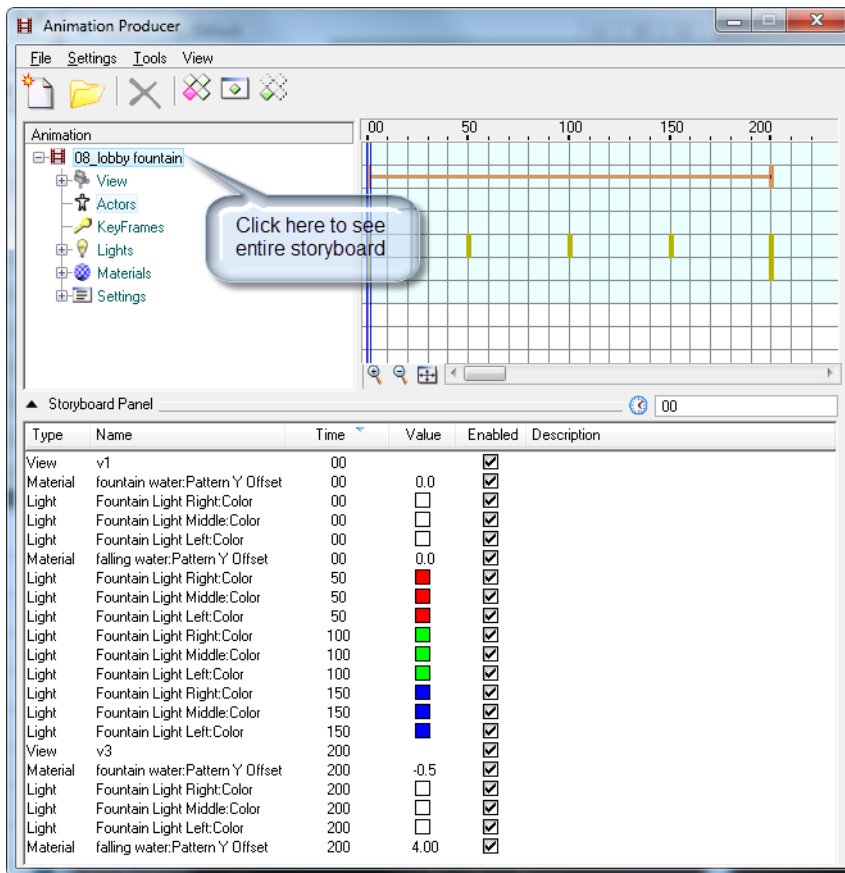 Animation Producer
File Settings Tools View
Animation
00 50 100 150 200
08_lobby fountain
View
Actors
KeyFrames
Lights
Materials
Settings
Click here to see
entire storyboard
Storyboard Panel 00
Type Name Time Value Enabled Description
View v1 00
Material fountain water:Pattern Y Offset 00 0.0
Light Fountain Light Right:Color 00
Light Fountain Light Middle:Color 00
Light Fountain Light Left:Color 00
Material falling water:Pattern Y Offset 00 0.0
Light Fountain Light Right:Color 50
Light Fountain Light Middle:Color 50
Light Fountain Light Left:Color 50
Light Fountain Light Right:Color 100
Light Fountain Light Middle:Color 100
Light Fountain Light Left:Color 100
Light Fountain Light Right:Color 150
Light Fountain Light Middle:Color 150
Light Fountain Light Left:Color 150
View v3 200
Material fountain water:Pattern Y Offset 200 -0.5
Light Fountain Light Right:Color 200
Light Fountain Light Middle:Color 200
Light Fountain Light Left:Color 200
Material falling water:Pattern Y Offset 200 4.00